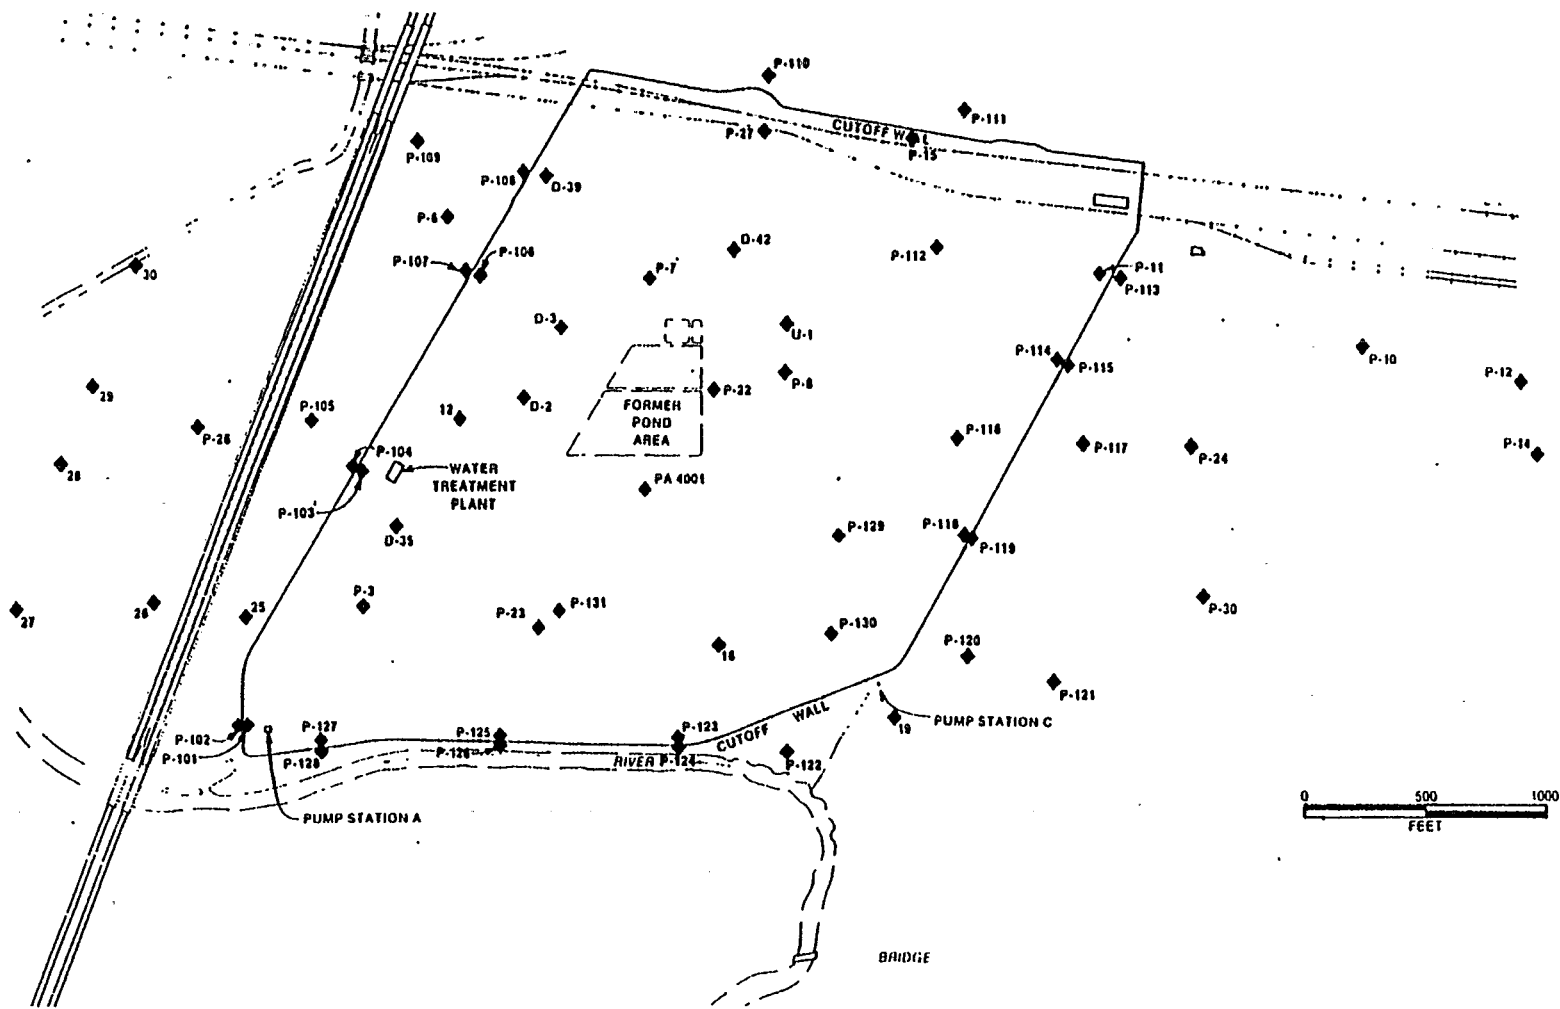 P-110
P-111
P-27
CUTOFF WALL
P-15
P-109
P-108
D-39
P-6
D-42
P-112
P-107
P-106
P-7
P-11
P-113
30
D-3
U-1
P-114
P-115
P-10
P-12
29
P-8
P-22
D-2
12
P-105
FORMER
POND
AREA
P-26
P-116
P-117
P-24
P-14
28
P-104
WATER
TREATMENT
PLANT
PA 4001
P-103
D-35
P-129
P-118
P-119
27
26
25
P-3
P-23
P-131
P-130
P-30
16
P-120
P-121
19
PUMP STATION C
CUTOFF WALL
P-102
P-101
P-127
P-128
P-125
P-126
P-123
P-124
RIVER
P-122
PUMP STATION A
0 500 1000
FEET
BRIDGE